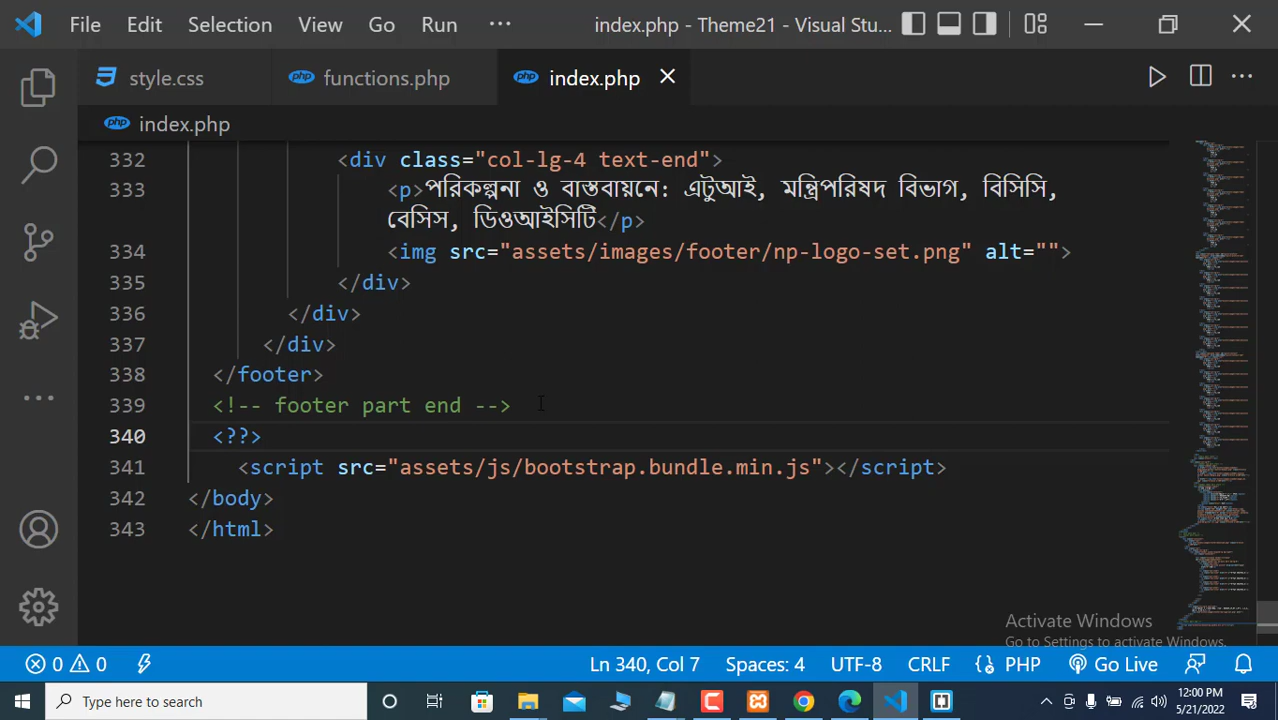 File Edit Selection View Go Run ··· index.php - Theme21 - Visual Stu...
style.css functions.php index.php
index.php
332 <div class="col-lg-4 text-end">
333 <p>পরিকল্পনা ও বাস্তবায়নে: এটুআই, মন্ত্রিপরিষদ বিভাগ, বিসিসি,
বেসিস, ডিওআইসিটি</p>
334 <img src="assets/images/footer/np-logo-set.png" alt="">
335 </div>
336 </div>
337 </div>
338 </footer>
339 <!-- footer part end -->
340 <??>
341 <script src="assets/js/bootstrap.bundle.min.js"></script>
342 </body>
343 </html>
Activate Windows
Go to Settings to activate Windows.
0 0 Ln 340, Col 7 Spaces: 4 UTF-8 CRLF PHP Go Live
Type here to search
12:00 PM
5/21/2022